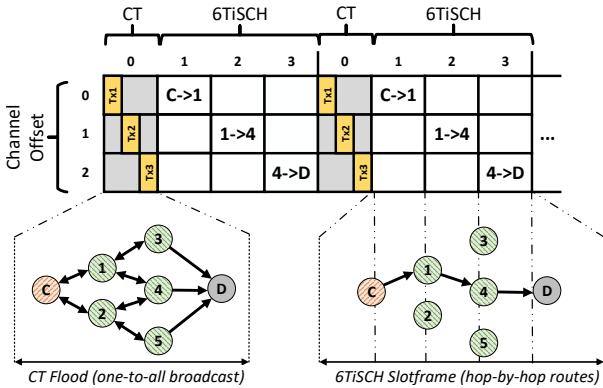 CT 6TiSCH CT 6TiSCH
0 1 2 3 0 1 2 3
Channel Offset
0 Tx1 C->1 Tx1 C->1
1 Tx2 1->4 Tx2 1->4 ...
2 Tx3 4->D Tx3 4->D
3 3
1 1
C 4 D C 4 D
2 2
5 5
CT Flood (one-to-all broadcast) 6TiSCH Slotframe (hop-by-hop routes)